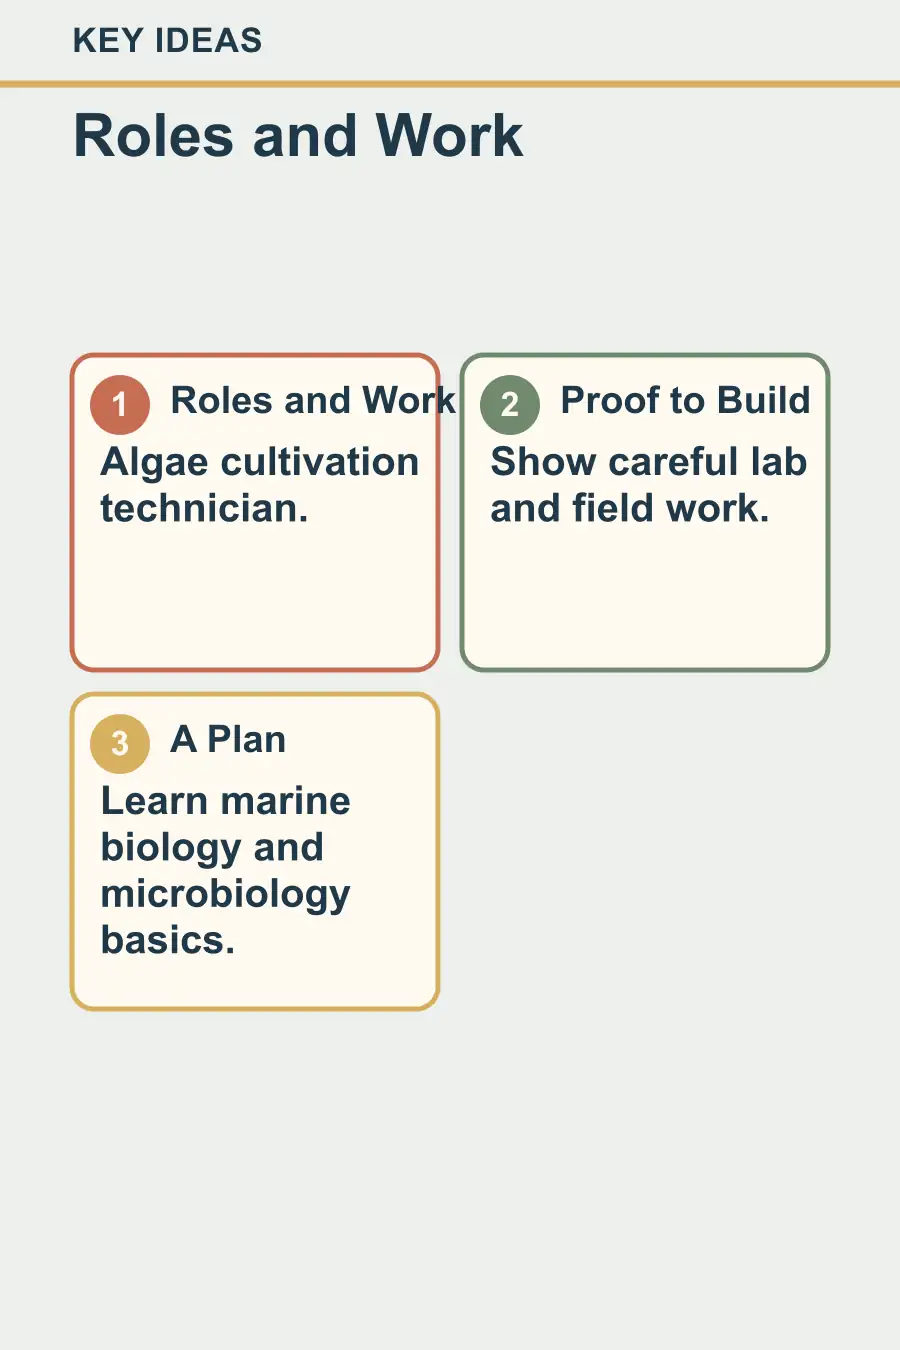 KEY IDEAS
Roles and Work
1 Roles and Work
Algae cultivation
technician.
2 Proof to Build
Show careful lab
and field work.
3 A Plan
Learn marine
biology and
microbiology
basics.